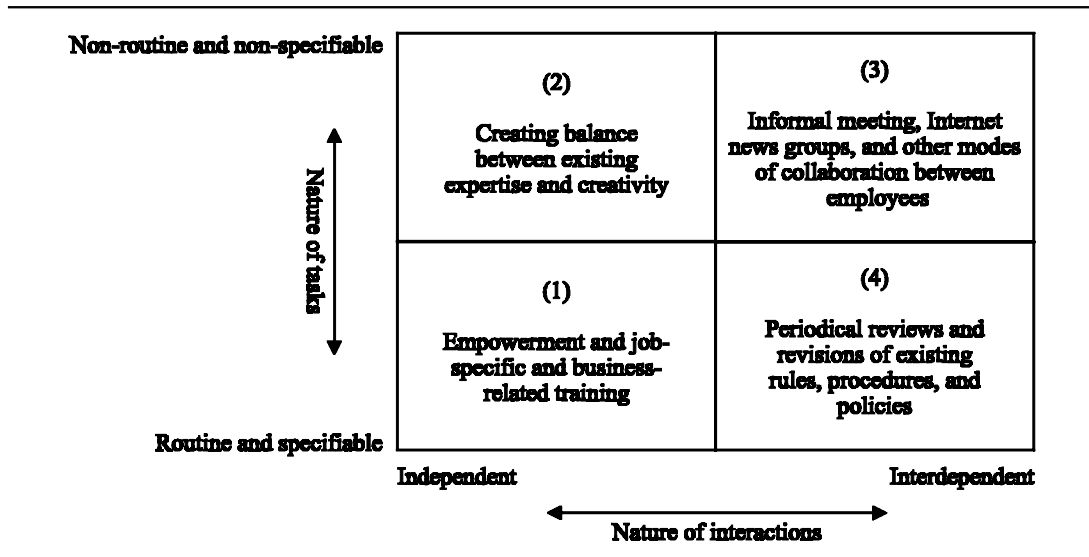 Non-routine and non-specifiable
(2)
Creating balance
between existing
expertise and creativity
(3)
Informal meeting, Internet
news groups, and other modes
of collaboration between
employees
Nature of tasks
(1)
Empowerment and job-
specific and business-
related training
(4)
Periodical reviews and
revisions of existing
rules, procedures, and
policies
Routine and specifiable
Independent
Interdependent
Nature of interactions